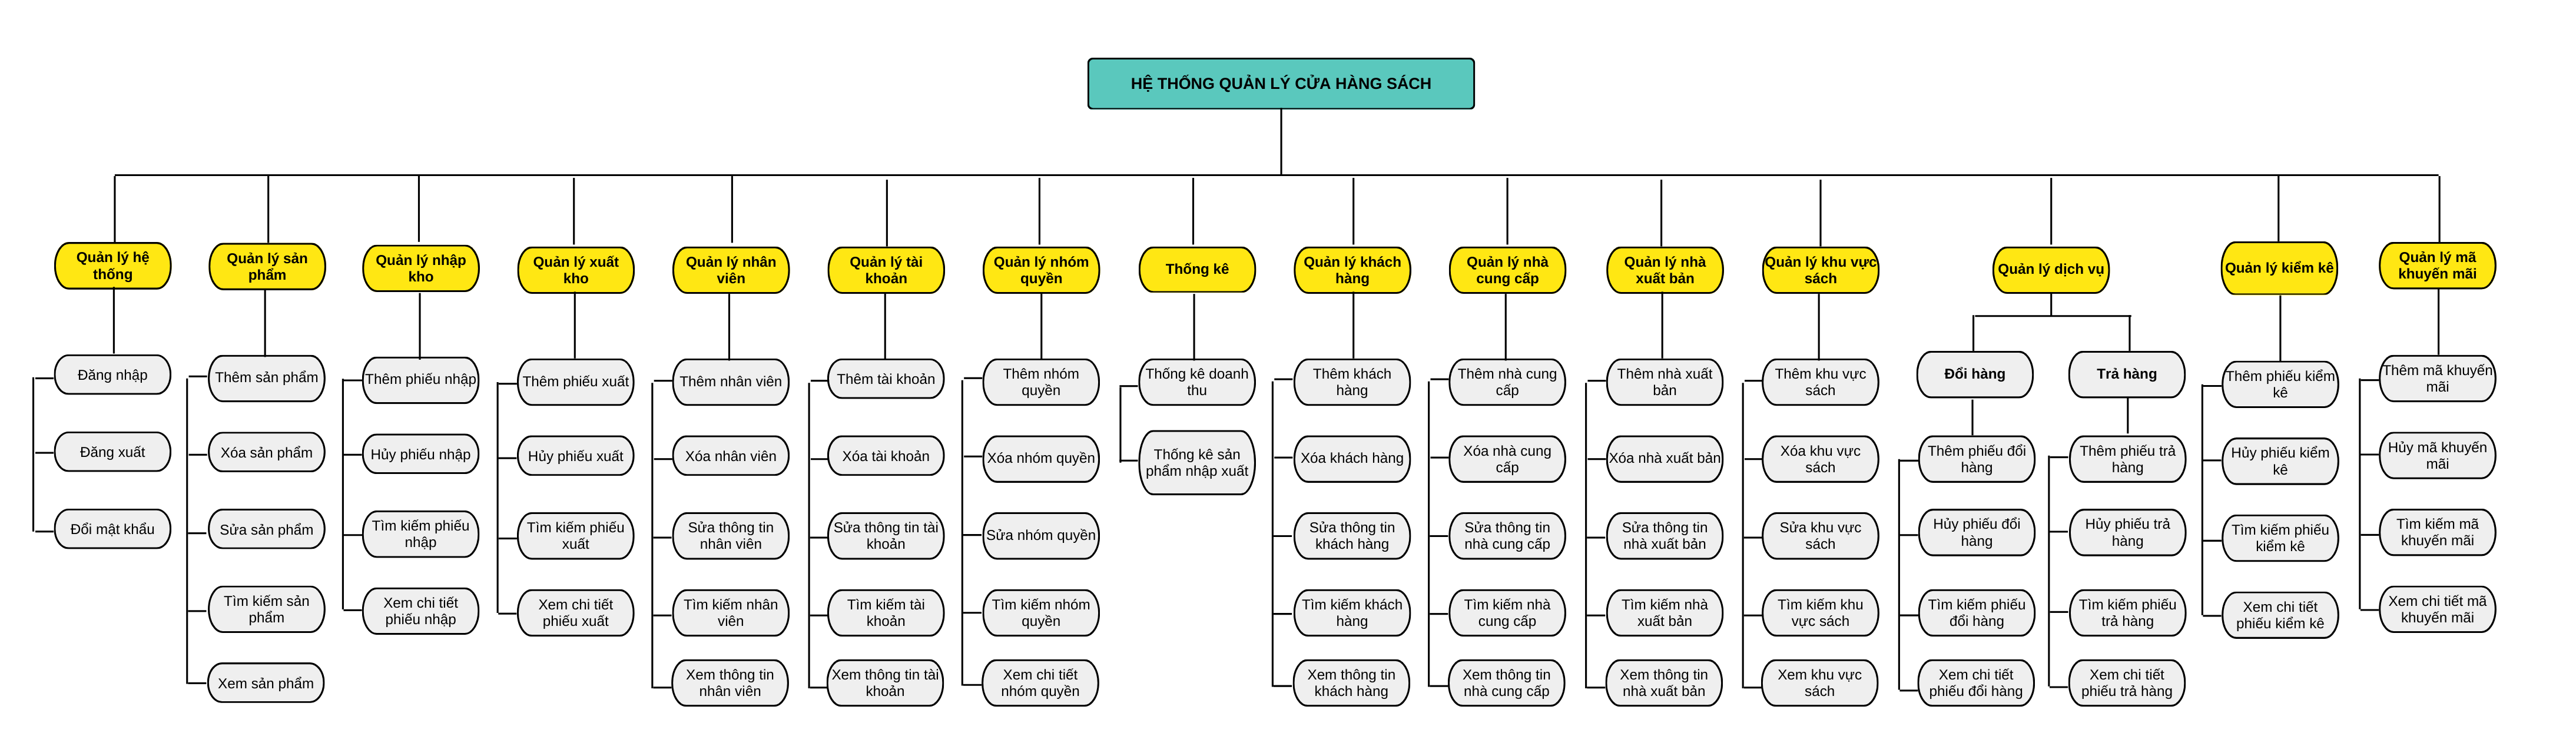 HỆ THỐNG QUẢN LÝ CỬA HÀNG SÁCH
Quản lý hệ
thống
Đăng nhập
Đăng xuất
Đổi mật khẩu
Quản lý sản
phẩm
Thêm sản phẩm
Xóa sản phẩm
Sửa sản phẩm
Tìm kiếm sản
phẩm
Xem sản phẩm
Quản lý nhập
kho
Thêm phiếu nhập
Hủy phiếu nhập
Tìm kiếm phiếu
nhập
Xem chi tiết
phiếu nhập
Quản lý xuất
kho
Thêm phiếu xuất
Hủy phiếu xuất
Tìm kiếm phiếu
xuất
Xem chi tiết
phiếu xuất
Quản lý nhân
viên
Thêm nhân viên
Xóa nhân viên
Sửa thông tin
nhân viên
Tìm kiếm nhân
viên
Xem thông tin
nhân viên
Quản lý tài
khoản
Thêm tài khoản
Xóa tài khoản
Sửa thông tin tài
khoản
Tìm kiếm tài
khoản
Xem thông tin tài
khoản
Quản lý nhóm
quyền
Thêm nhóm
quyền
Xóa nhóm quyền
Sửa nhóm quyền
Tìm kiếm nhóm
quyền
Xem chi tiết
nhóm quyền
Thống kê
Thống kê doanh
thu
Thống kê sản
phẩm nhập xuất
Quản lý khách
hàng
Thêm khách
hàng
Xóa khách hàng
Sửa thông tin
khách hàng
Tìm kiếm khách
hàng
Xem thông tin
khách hàng
Quản lý nhà
cung cấp
Thêm nhà cung
cấp
Xóa nhà cung
cấp
Sửa thông tin
nhà cung cấp
Tìm kiếm nhà
cung cấp
Xem thông tin
nhà cung cấp
Quản lý nhà
xuất bản
Thêm nhà xuất
bản
Xóa nhà xuất bản
Sửa thông tin
nhà xuất bản
Tìm kiếm nhà
xuất bản
Xem thông tin
nhà xuất bản
Quản lý khu vực
sách
Thêm khu vực
sách
Xóa khu vực
sách
Sửa khu vực
sách
Tìm kiếm khu
vực sách
Xem khu vực
sách
Quản lý dịch vụ
Đổi hàng
Thêm phiếu đổi
hàng
Hủy phiếu đổi
hàng
Tìm kiếm phiếu
đổi hàng
Xem chi tiết
phiếu đổi hàng
Trả hàng
Thêm phiếu trả
hàng
Hủy phiếu trả
hàng
Tìm kiếm phiếu
trả hàng
Xem chi tiết
phiếu trả hàng
Quản lý kiểm kê
Thêm phiếu kiểm
kê
Hủy phiếu kiểm
kê
Tìm kiếm phiếu
kiểm kê
Xem chi tiết
phiếu kiểm kê
Quản lý mã
khuyến mãi
Thêm mã khuyến
mãi
Hủy mã khuyến
mãi
Tìm kiếm mã
khuyến mãi
Xem chi tiết mã
khuyến mãi